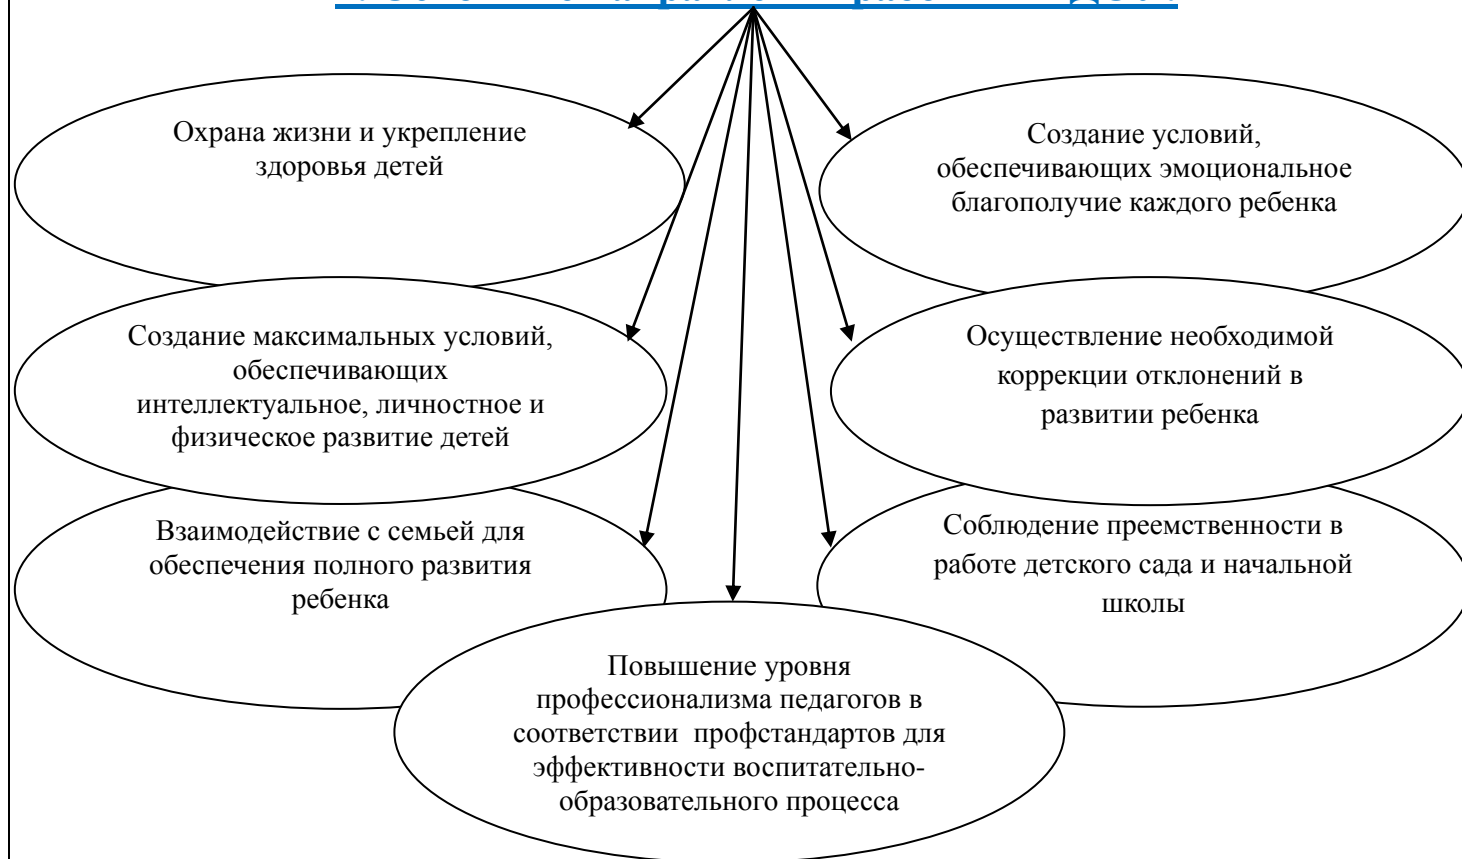 Охрана жизни и укрепление
здоровья детей
Создание условий,
обеспечивающих эмоциональное
благополучие каждого ребенка
Создание максимальных условий,
обеспечивающих
интеллектуальное, личностное и
физическое развитие детей
Осуществление необходимой
коррекции отклонений в
развитии ребенка
Взаимодействие с семьей для
обеспечения полного развития
ребенка
Соблюдение преемственности в
работе детского сада и начальной
школы
Повышение уровня
профессионализма педагогов в
соответствии  профстандартов для
эффективности воспитательно-
образовательного процесса